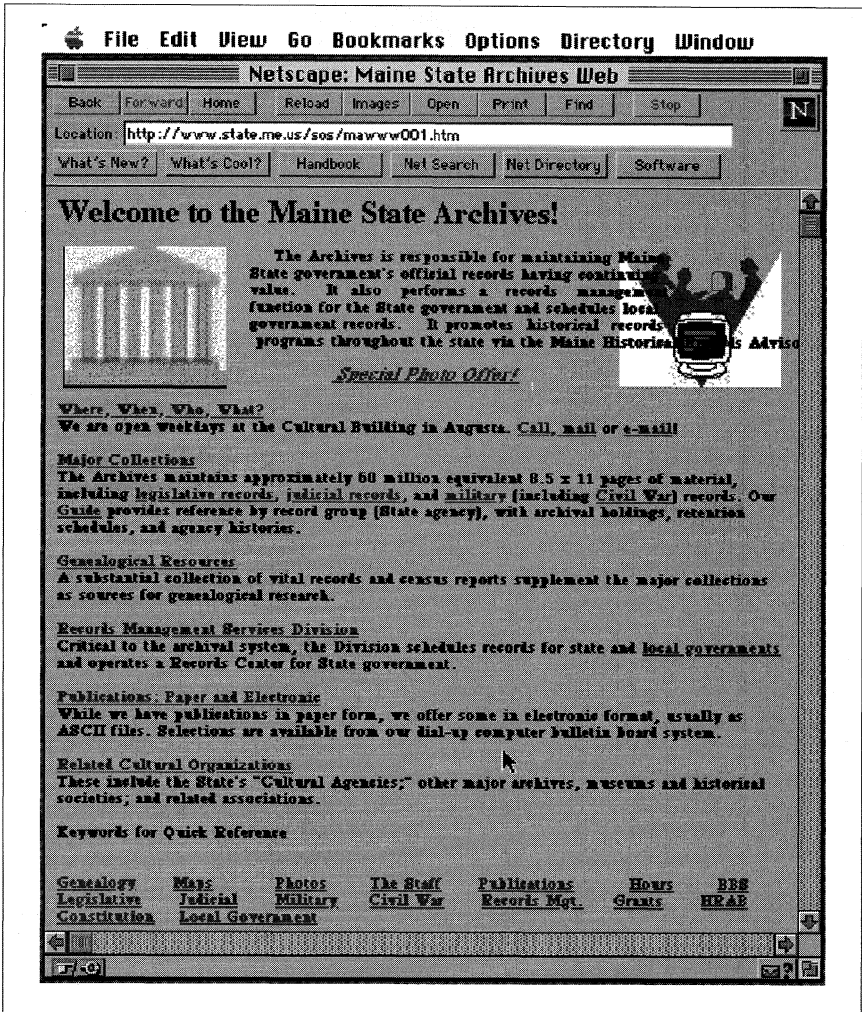 File Edit View Go Bookmarks Options Directory Window
Netscape: Maine State Archives Web
Back Forward Home Reload Images Open Print Find Stop
N
Location: http://www.state.me.us/sos/mawww001.htm
What's New? What's Cool? Handbook Net Search Net Directory Software
Welcome to the Maine State Archives!
The Archives is responsible for maintaining Maine
State government's official records having continuing
value. It also performs a records management
function for the State government and schedules local
government records. It promotes historical records
programs throughout the state via the Maine Historical Adviso
Special Photo Offer!
Where, When, Who, What?
We are open weekdays at the Cultural Building in Augusta. Call, mail or e-mail!
Major Collections
The Archives maintains approximately 60 million equivalent 8.5 x 11 pages of material,
including legislative records, judicial records, and military (including Civil War) records. Our
Guide provides reference by record group (State agency), with archival holdings, retention
schedules, and agency histories.
Genealogical Resources
A substantial collection of vital records and census reports supplement the major collections
as sources for genealogical research.
Records Management Services Division
Critical to the archival system, the Division schedules records for state and local governments
and operates a Records Center for State government.
Publications: Paper and Electronic
While we have publications in paper form, we offer some in electronic format, usually as
ASCII files. Selections are available from our dial-up computer bulletin board system.
Related Cultural Organizations
These include the State's "Cultural Agencies;" other major archives, museums and historical
societies; and related associations.
Keywords for Quick Reference
Genealogy Maps Photos The Staff Publications Hours BBS
Legislative Judicial Military Civil War Records Mgt. Grants HRAB
Constitution Local Government